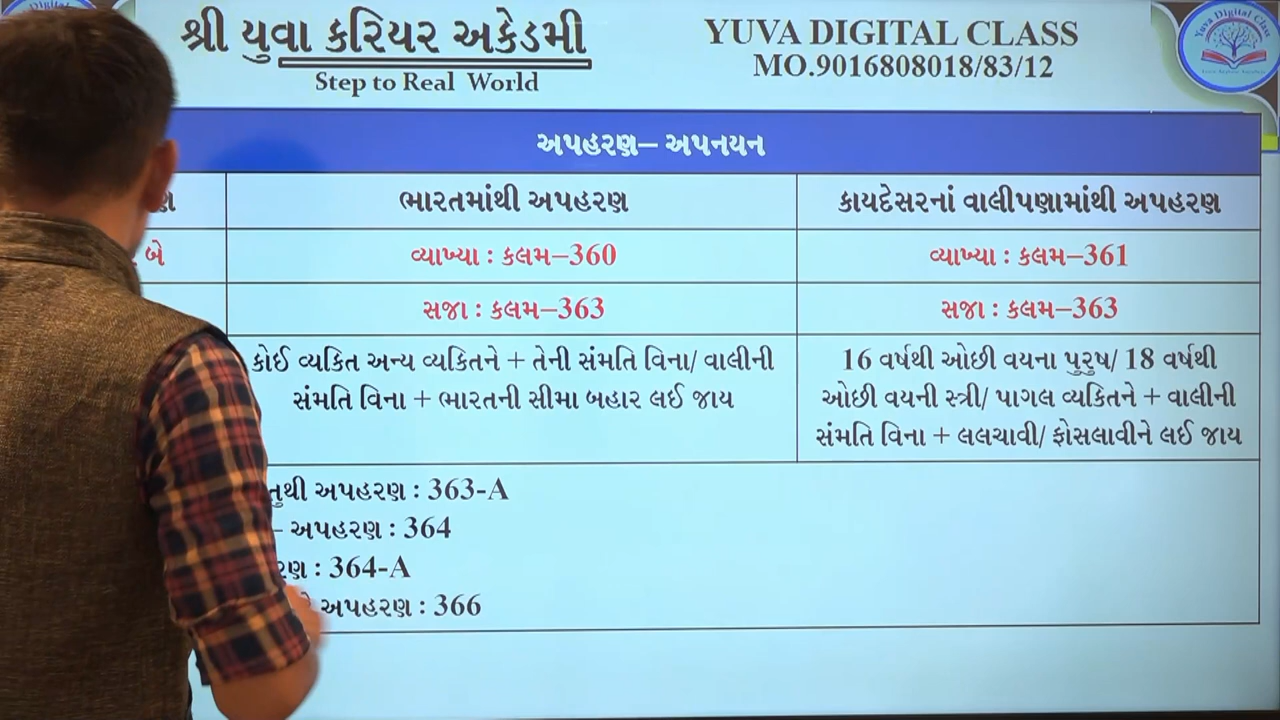 શ્રી યુવા કરિયર અકેડમી
Step to Real World
YUVA DIGITAL CLASS
MO.9016808018/83/12
Yuva Digital Class
અપહરણ– અપનયન
ભારતમાંથી અપહરણ
કાયદેસરનાં વાલીપણામાંથી અપહરણ
બે
વ્યાખ્યા : કલમ–360
વ્યાખ્યા : કલમ–361
સજા : કલમ–363
સજા : કલમ–363
કોઈ વ્યકિત અન્ય વ્યકિતને + તેની સંમતિ વિના/ વાલીની
સંમતિ વિના + ભારતની સીમા બહાર લઈ જાય
16 વર્ષથી ઓછી વયના પુરુષ/ 18 વર્ષથી
ઓછી વયની સ્ત્રી/ પાગલ વ્યકિતને + વાલીની
સંમતિ વિના + લલચાવી/ ફોસલાવીને લઈ જાય
અપહરણ : 363-A
– અપહરણ : 364
: 364-A
અપહરણ : 366